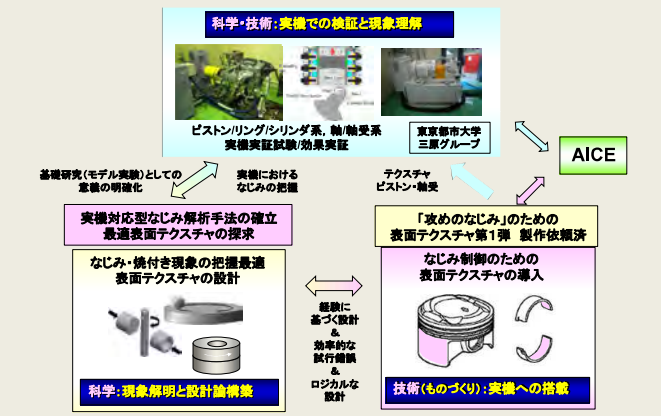 科学・技術：実機での検証と現象理解
ピストン/リング/シリンダ系，軸/軸受系
実機実証試験/効果実証
東京都市大学
三原グループ
AICE
基礎研究（モデル実験）としての
意義の明確化
実機における
なじみの把握
テクスチャ
ピストン・軸受
実機対応型なじみ解析手法の確立
最適表面テクスチャの探求
「攻めのなじみ」のための
表面テクスチャ第１弾　製作依頼済
なじみ・焼付き現象の把握最適
表面テクスチャの設計
なじみ制御のための
表面テクスチャの導入
経験に
基づく設計
＆
効率的な
試行錯誤
＆
ロジカルな
設計
科学：現象解明と設計論構築
技術（ものづくり）：実機への搭載